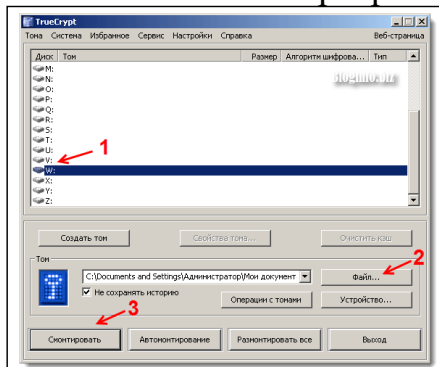 TrueCrypt
Тома Система Избранное Сервис Настройки Справка Веб-страница
Диск Том Размер Алгоритм шифрова... Тип
M:
N:
O:
P:
Q:
R:
S:
T:
U:
V:
1
W:
X:
Y:
Z:
Создать том Свойства тома... Очистить кэш
Том
2
C:\Documents and Settings\Администратор\Мои документ Файл...
Не сохранять историю
Операции с томами Устройство...
3
Смонтировать Автомонтирование Размонтировать все Выход